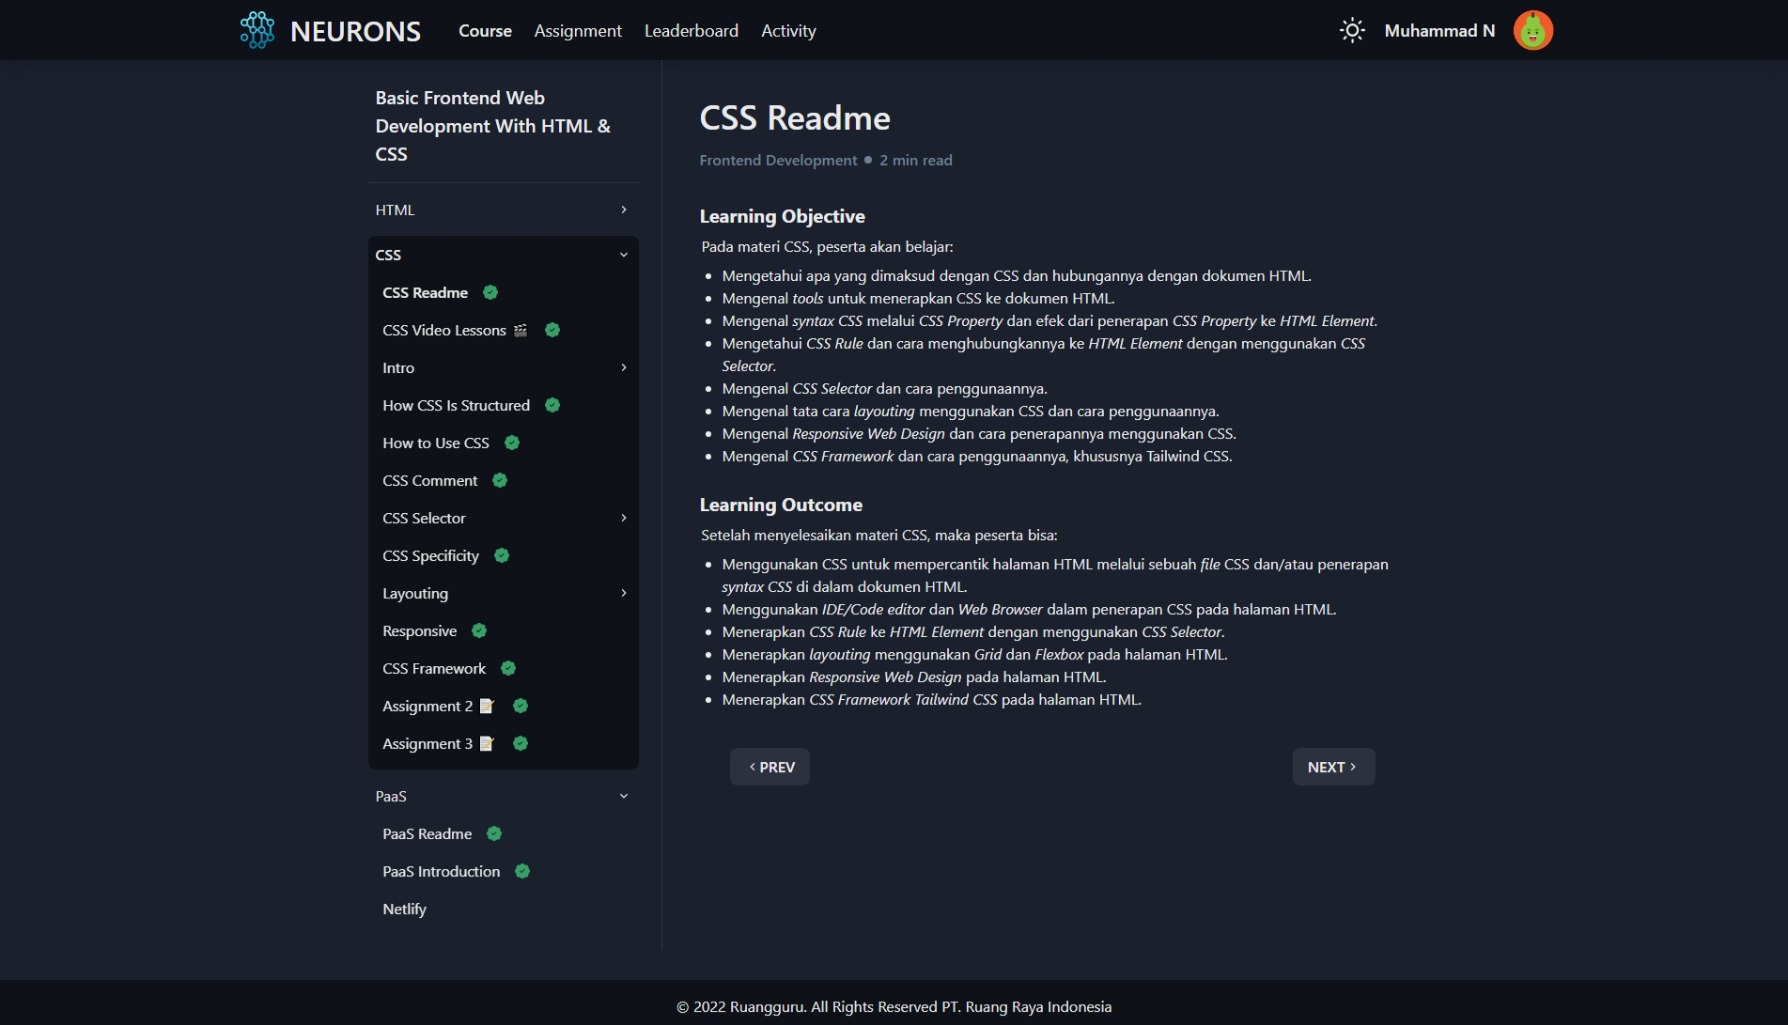 NEURONS
Course
Assignment
Leaderboard
Activity
Muhammad N
Basic Frontend Web
Development With HTML &
CSS
HTML
CSS
CSS Readme
CSS Video Lessons
Intro
How CSS Is Structured
How to Use CSS
CSS Comment
CSS Selector
CSS Specificity
Layouting
Responsive
CSS Framework
Assignment 2
Assignment 3
PaaS
PaaS Readme
PaaS Introduction
Netlify
CSS Readme
Frontend Development • 2 min read
Learning Objective
Pada materi CSS, peserta akan belajar:
• Mengetahui apa yang dimaksud dengan CSS dan hubungannya dengan dokumen HTML.
• Mengenal tools untuk menerapkan CSS ke dokumen HTML.
• Mengenal syntax CSS melalui CSS Property dan efek dari penerapan CSS Property ke HTML Element.
• Mengetahui CSS Rule dan cara menghubungkannya ke HTML Element dengan menggunakan CSS
Selector.
• Mengenal CSS Selector dan cara penggunaannya.
• Mengenal tata cara layouting menggunakan CSS dan cara penggunaannya.
• Mengenal Responsive Web Design dan cara penerapannya menggunakan CSS.
• Mengenal CSS Framework dan cara penggunaannya, khususnya Tailwind CSS.
Learning Outcome
Setelah menyelesaikan materi CSS, maka peserta bisa:
• Menggunakan CSS untuk mempercantik halaman HTML melalui sebuah file CSS dan/atau penerapan
syntax CSS di dalam dokumen HTML.
• Menggunakan IDE/Code editor dan Web Browser dalam penerapan CSS pada halaman HTML.
• Menerapkan CSS Rule ke HTML Element dengan menggunakan CSS Selector.
• Menerapkan layouting menggunakan Grid dan Flexbox pada halaman HTML.
• Menerapkan Responsive Web Design pada halaman HTML.
• Menerapkan CSS Framework Tailwind CSS pada halaman HTML.
‹ PREV
NEXT ›
© 2022 Ruangguru. All Rights Reserved PT. Ruang Raya Indonesia